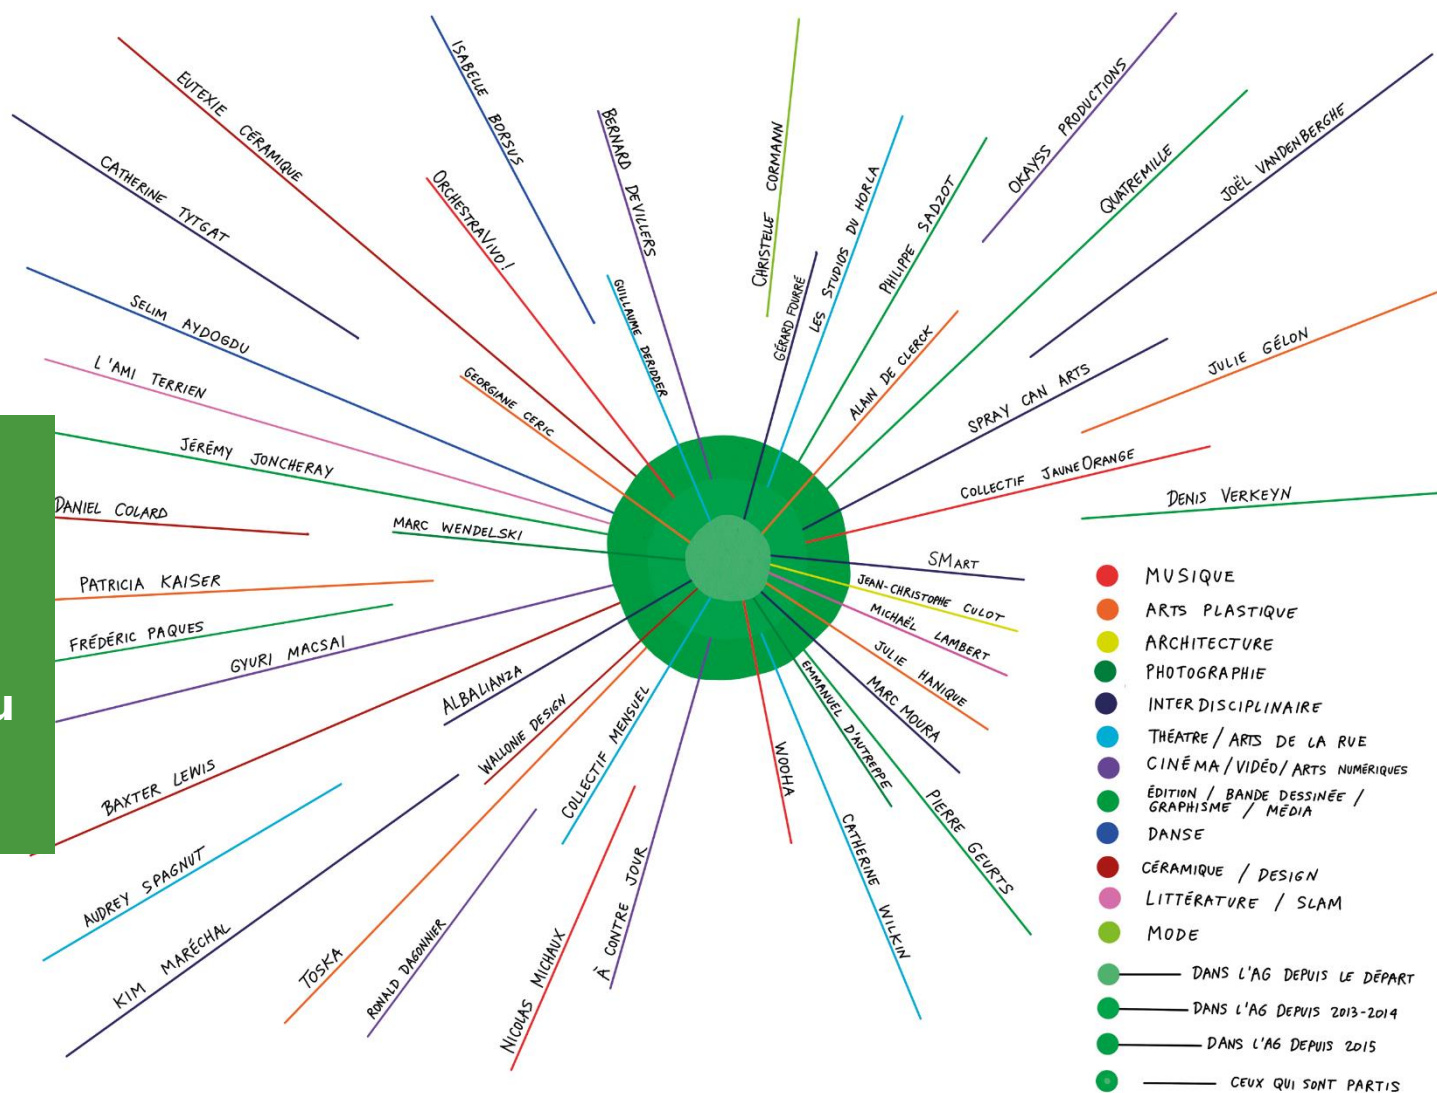 ISABELLE BORSUS
EUTEXIE CÉRAMIQUE
CATHERINE TYTGAT
ORCHESTRAVIVO!
BERNARD DEVILLERS
CHRISTELLE CORMANN
LES STUDIOS DU HORLA
PHILIPPE SADZOT
OKAYSS PRODUCTIONS
QUATREMILLE
JOËL VANDENBERGHE
GUILLAUME DERIDDER
GÉRARD FOURRÉ
ALAIN DE CLERCK
SPRAY CAN ARTS
JULIE GÉLON
SELIM AYDOGDU
L'AMI TERRIEN
GEORGIANE CERIC
JÉRÉMY JONCHERAY
COLLECTIF JAUNEORANGE
DENIS VERKEYN
DANIEL COLARD
MARC WENDELSKI
SMART
PATRICIA KAISER
JEAN-CHRISTOPHE CULOT
FRÉDÉRIC PAQUES
GYURI MACSAI
MICHAËL LAMBERT
JULIE HANIQUE
ALBALIANZA
MARC MOURA
EMMANUEL D'AUTREPPE
u
WALLONIE DESIGN
COLLECTIF MENSUEL
WOOHA
BAXTER LEWIS
PIERRE GEURTS
CATHERINE WILKIN
AUDREY SPAGNUT
KIM MARÉCHAL
TOSKA
RONALD DAGONNIER
NICOLAS MICHAUX
À CONTRE JOUR
MUSIQUE
ARTS PLASTIQUE
ARCHITECTURE
PHOTOGRAPHIE
INTERDISCIPLINAIRE
THÉATRE / ARTS DE LA RUE
CINÉMA / VIDÉO / ARTS NUMÉRIQUES
ÉDITION / BANDE DESSINÉE /
GRAPHISME / MÉDIA
DANSE
CÉRAMIQUE / DESIGN
LITTÉRATURE / SLAM
MODE
DANS L'AG DEPUIS LE DÉPART
DANS L'AG DEPUIS 2013-2014
DANS L'AG DEPUIS 2015
CEUX QUI SONT PARTIS